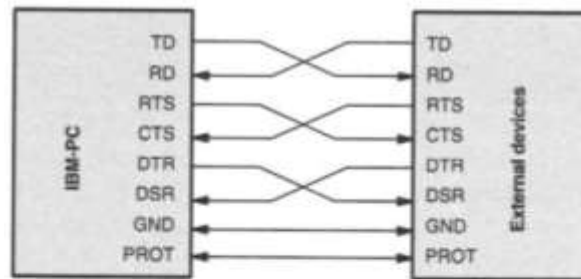 IBM-PC
TD
RD
RTS
CTS
DTR
DSR
GND
PROT
TD
RD
RTS
CTS
DTR
DSR
GND
PROT
External devices